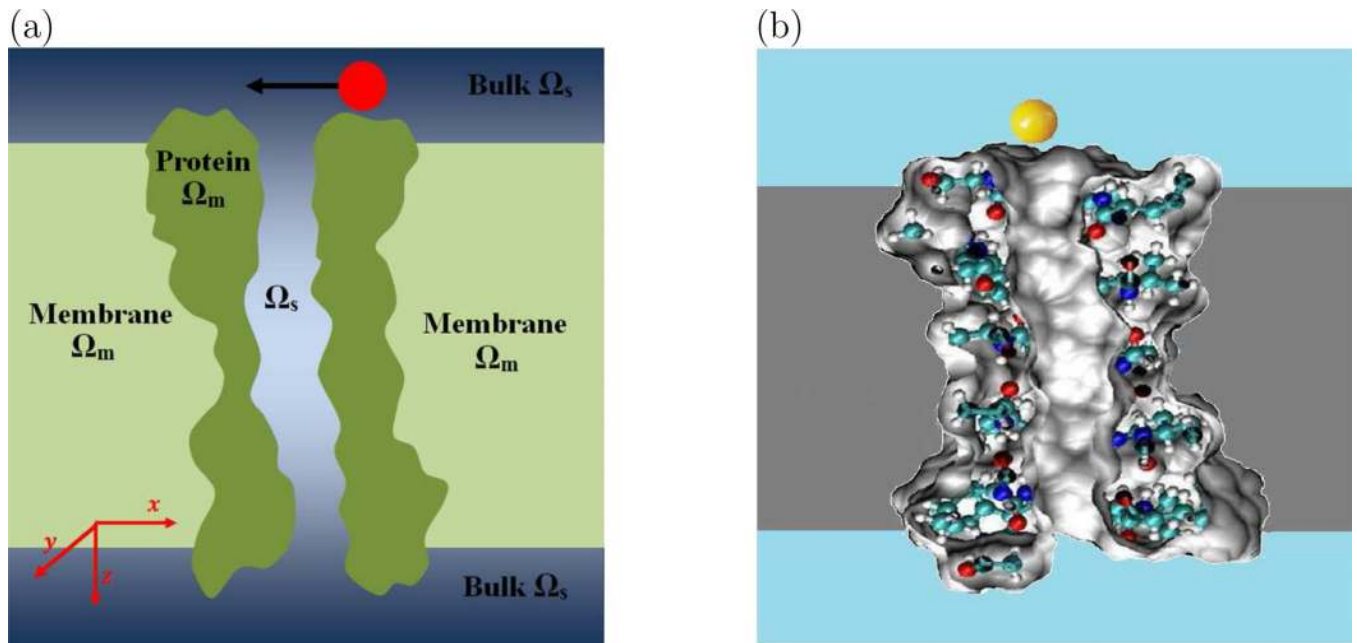 (a)
(b)
Bulk Ωs
Protein
Ωm
Ωs
Membrane
Ωm
Membrane
Ωm
x
y
z
Bulk Ωs